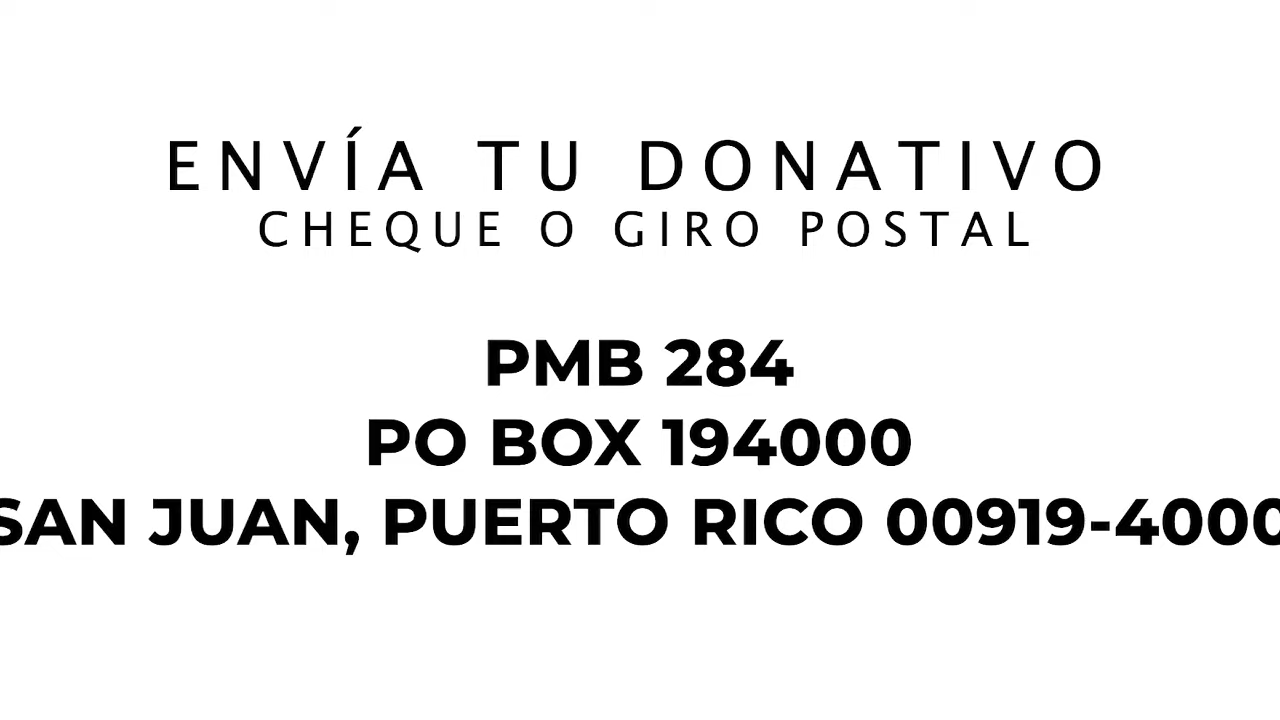 ENVÍA TU DONATIVO
CHEQUE O GIRO POSTAL
PMB 284
PO BOX 194000
SAN JUAN, PUERTO RICO 00919-4000